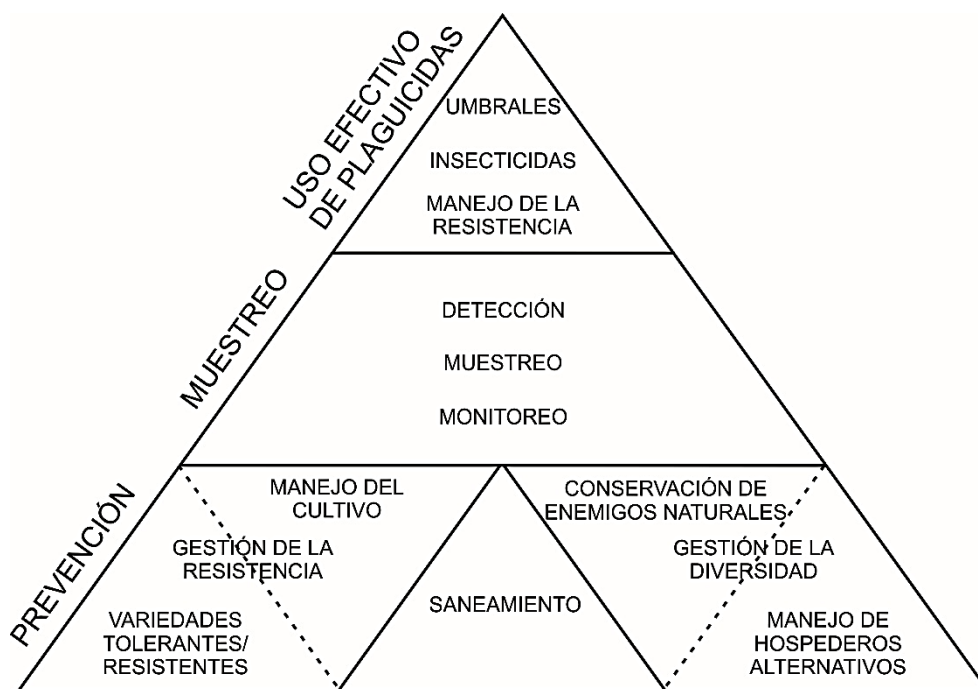 USO EFECTIVO
DE PLAGUICIDAS
UMBRALES
INSECTICIDAS
MANEJO DE LA
RESISTENCIA
MUESTREO
DETECCIÓN
MUESTREO
MONITOREO
PREVENCIÓN
MANEJO DEL
CULTIVO
GESTIÓN DE LA
RESISTENCIA
VARIEDADES
TOLERANTES/
RESISTENTES
SANEAMIENTO
CONSERVACIÓN DE
ENEMIGOS NATURALES
GESTIÓN DE LA
DIVERSIDAD
MANEJO DE
HOSPEDEROS
ALTERNATIVOS